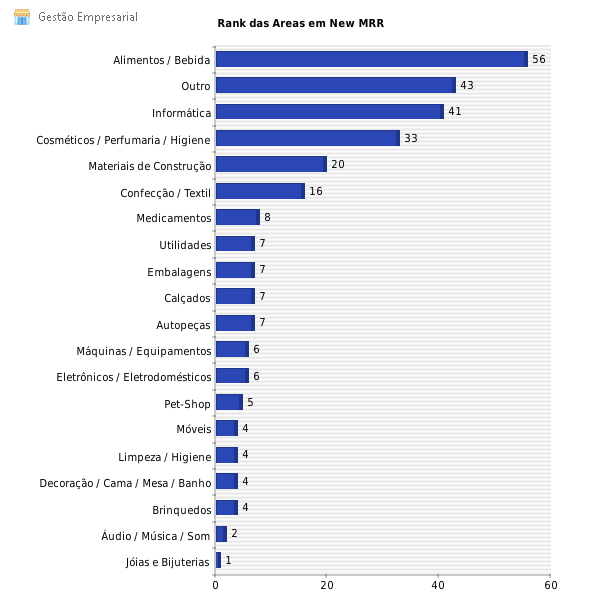 Gestão Empresarial
Rank das Areas em New MRR
Alimentos / Bebida 56
Outro 43
Informática 41
Cosméticos / Perfumaria / Higiene 33
Materiais de Construção 20
Confecção / Textil 16
Medicamentos 8
Utilidades 7
Embalagens 7
Calçados 7
Autopeças 7
Máquinas / Equipamentos 6
Eletrônicos / Eletrodomésticos 6
Pet-Shop 5
Móveis 4
Limpeza / Higiene 4
Decoração / Cama / Mesa / Banho 4
Brinquedos 4
Áudio / Música / Som 2
Jóias e Bijuterias 1
0 20 40 60